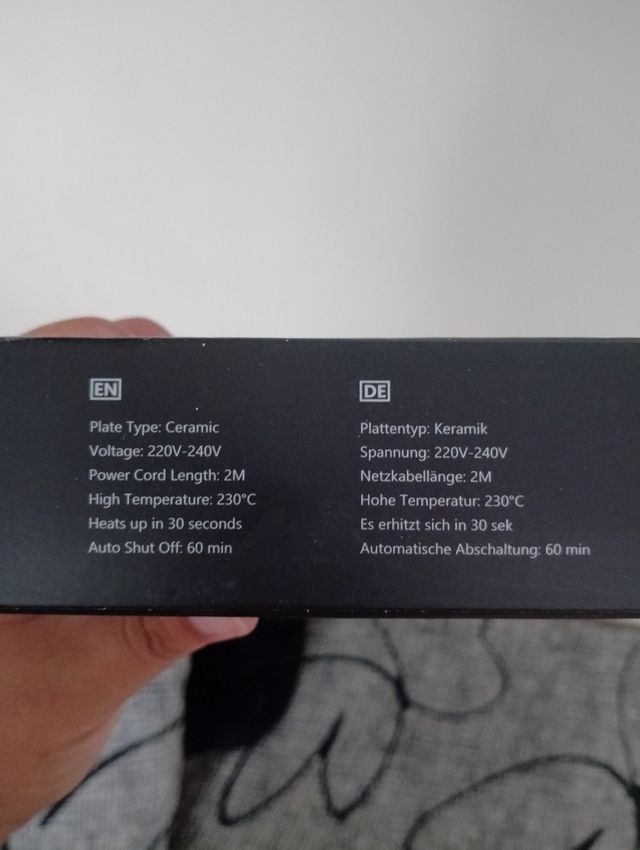 EN
Plate Type: Ceramic
Voltage: 220V-240V
Power Cord Length: 2M
High Temperature: 230°C
Heats up in 30 seconds
Auto Shut Off: 60 min
DE
Plattentyp: Keramik
Spannung: 220V-240V
Netzkabellänge: 2M
Hohe Temperatur: 230°C
Es erhitzt sich in 30 sek
Automatische Abschaltung: 60 min